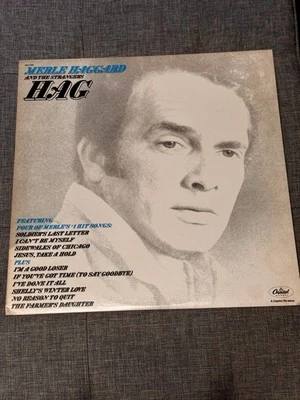 MERLE HAGGARD
AND THE STRANGERS
HAG
FEATURING
FOUR OF MERLE'S #1 HIT SONGS:
SOLDIER'S LAST LETTER
I CAN'T BE MYSELF
SIDEWALKS OF CHICAGO
JESUS, TAKE A HOLD
PLUS
I'M A GOOD LOSER
IF YOU'VE GOT TIME (TO SAY GOODBYE)
I'VE DONE IT ALL
SHELLY'S WINTER LOVE
NO REASON TO QUIT
THE FARMER'S DAUGHTER
Capitol